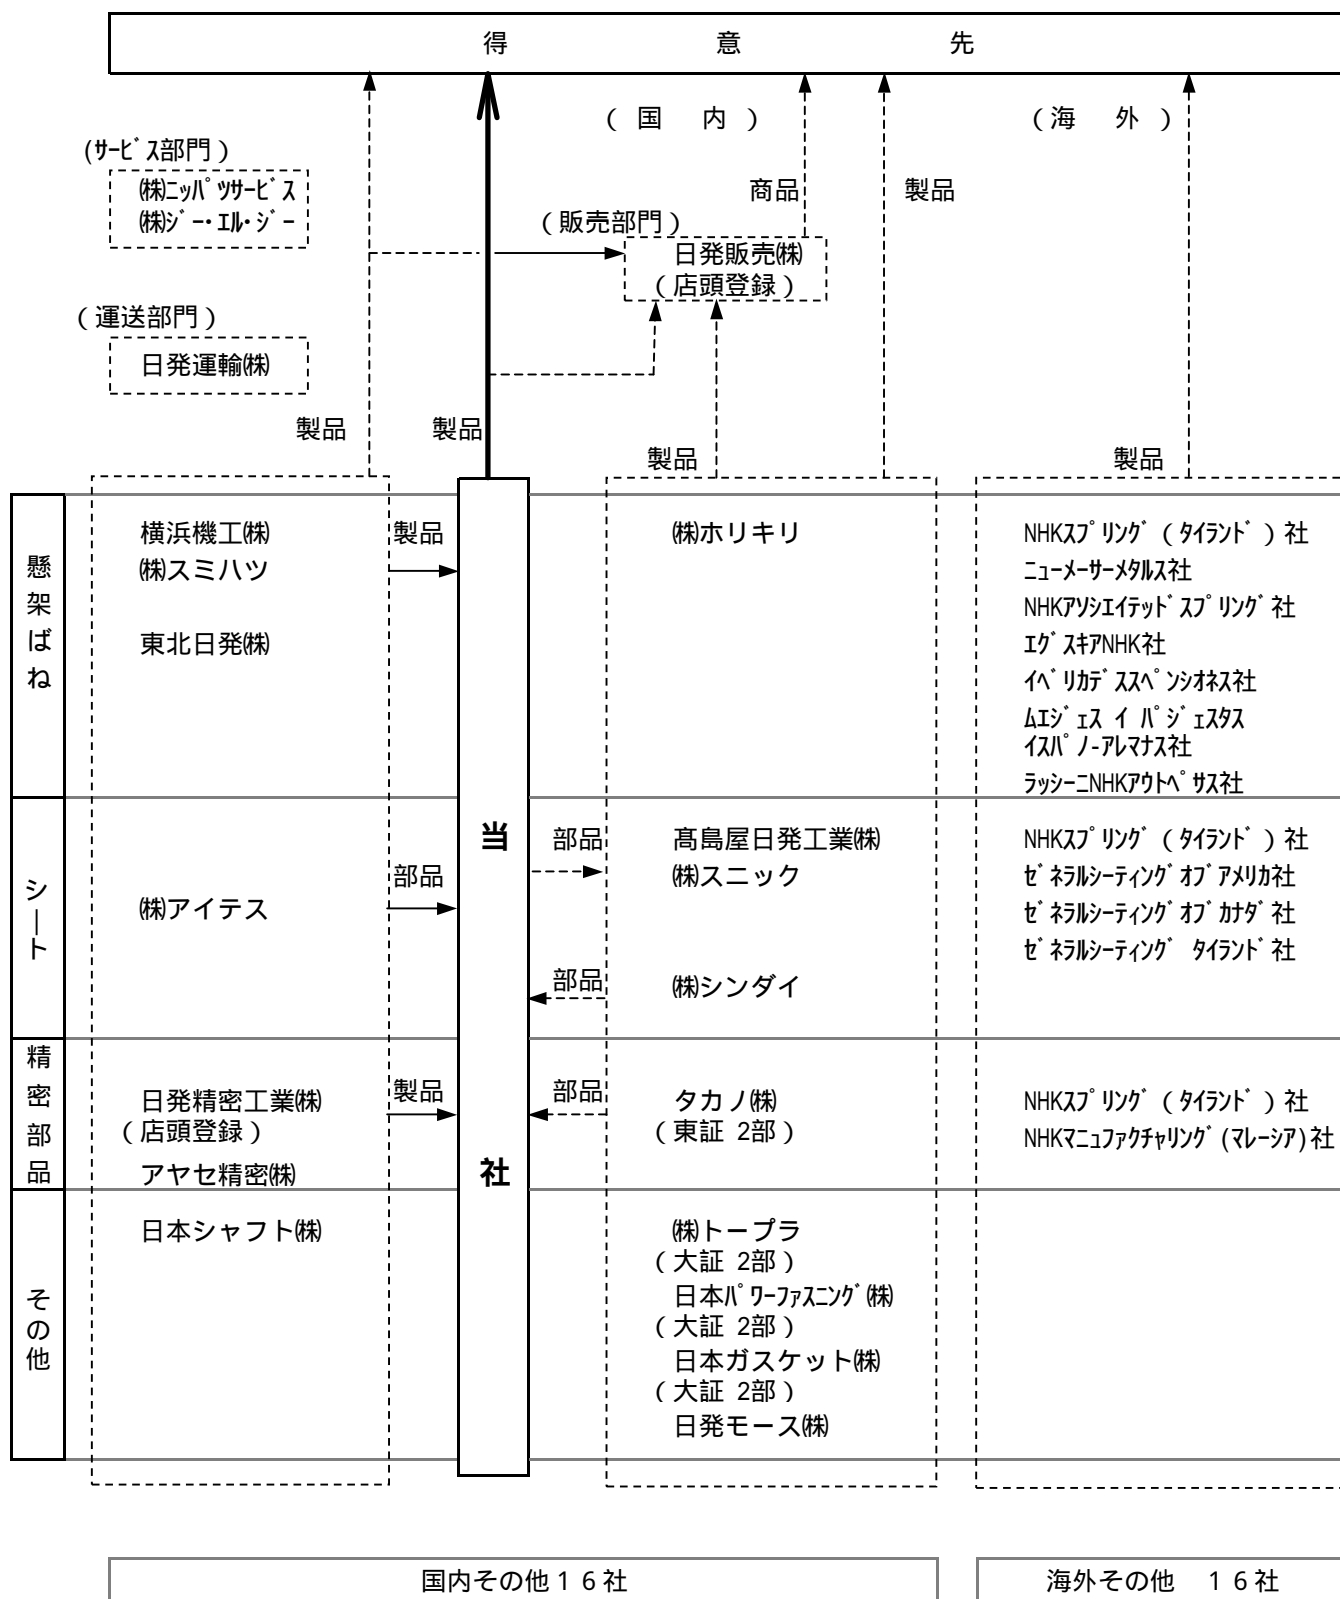 得 意 先
( 国 内 )
( 海 外 )
(ｻｰﾋﾞｽ部門)
㈱ﾆｯﾊﾟﾂサｰﾋﾞｽ
㈱ｼﾞｰ･ｴﾙ･ｼﾞｰ
商品
製品
(販売部門)
日発販売㈱
(店頭登録)
(運送部門)
日発運輸㈱
製品
製品
製品
製品
懸架ばね
横浜機工㈱
製品
㈱スミハツ
東北日発㈱
㈱ホリキリ
NHKｽﾌﾟﾘﾝｸﾞ(ﾀｲﾗﾝﾄﾞ)社
ﾆｭｰﾒｰｻｰﾒﾀﾙｽ社
NHKｱｿｼｴｲﾃｯﾄﾞｽﾌﾟﾘﾝｸﾞ社
ｴｸﾞｽｷｱNHK社
ｲﾍﾞﾘｶﾃﾞｽｽﾍﾟﾝｼｵﾈｽ社
ﾑｴｼﾞｪｽ ｲ ﾊﾞｼﾞｪｽﾀｽ
ｲｽﾊﾟﾉ-ｱﾚﾏﾅｽ社
ﾗｯｼｰﾆNHKｱｳﾄﾍﾟｻｽ社
当社
シート
部品
㈱アイテス
部品
髙島屋日発工業㈱
㈱スニック
部品
㈱シンダイ
NHKｽﾌﾟﾘﾝｸﾞ(ﾀｲﾗﾝﾄﾞ)社
ｾﾞﾈﾗﾙｼｰﾃｨﾝｸﾞｵﾌﾞｱﾒﾘｶ社
ｾﾞﾈﾗﾙｼｰﾃｨﾝｸﾞｵﾌﾞｶﾅﾀﾞ社
ｾﾞﾈﾗﾙｼｰﾃｨﾝｸﾞ ﾀｲﾗﾝﾄﾞ社
精密部品
製品
日発精密工業㈱
(店頭登録)
アヤセ精密㈱
部品
タカノ㈱
(東証 2部)
NHKｽﾌﾟﾘﾝｸﾞ(ﾀｲﾗﾝﾄﾞ)社
NHKﾏﾆｭﾌｧｸﾁｬﾘﾝｸﾞ(ﾏﾚｰｼｱ)社
その他
日本シャフト㈱
㈱トープラ
(大証 2部)
日本ﾊﾟﾜｰﾌｧｽﾆﾝｸﾞ㈱
(大証 2部)
日本ガスケット㈱
(大証 2部)
日発モース㈱
国内その他16社
海外その他 16社